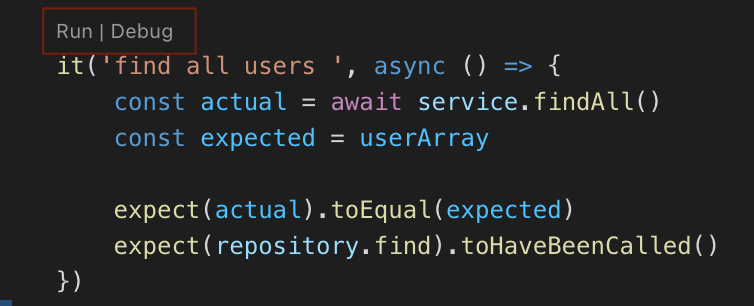 Run | Debug
it('find all users ', async () => {
const actual = await service.findAll()
const expected = userArray
expect(actual).toEqual(expected)
expect(repository.find).toHaveBeenCalled()
})